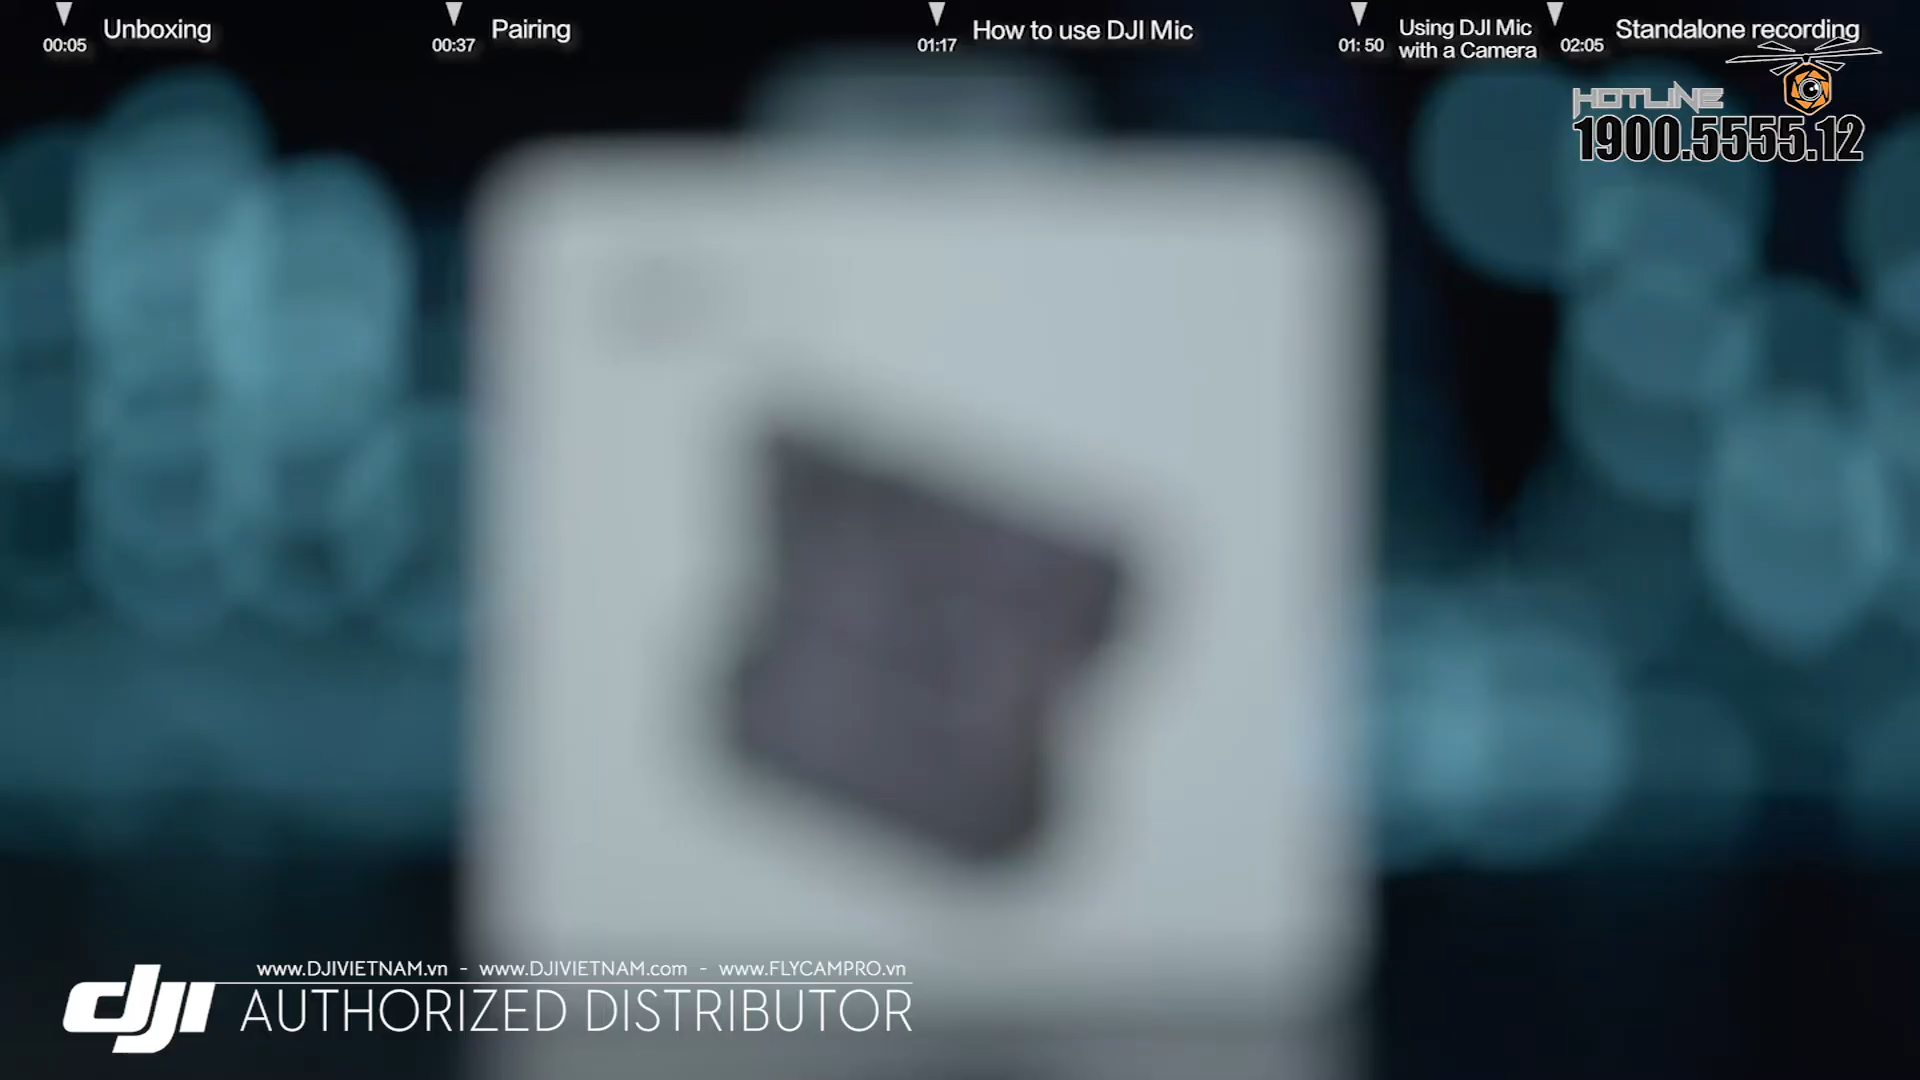 Unboxing
00:05
Pairing
00:37
How to use DJI Mic
01:17
Using DJI Mic
with a Camera
01:50
Standalone recording
02:05
HOTLINE
1900.5555.12
www.DJIVIETNAM.vn - www.DJIVIETNAM.com - www.FLYCAMPRO.vn
dji AUTHORIZED DISTRIBUTOR